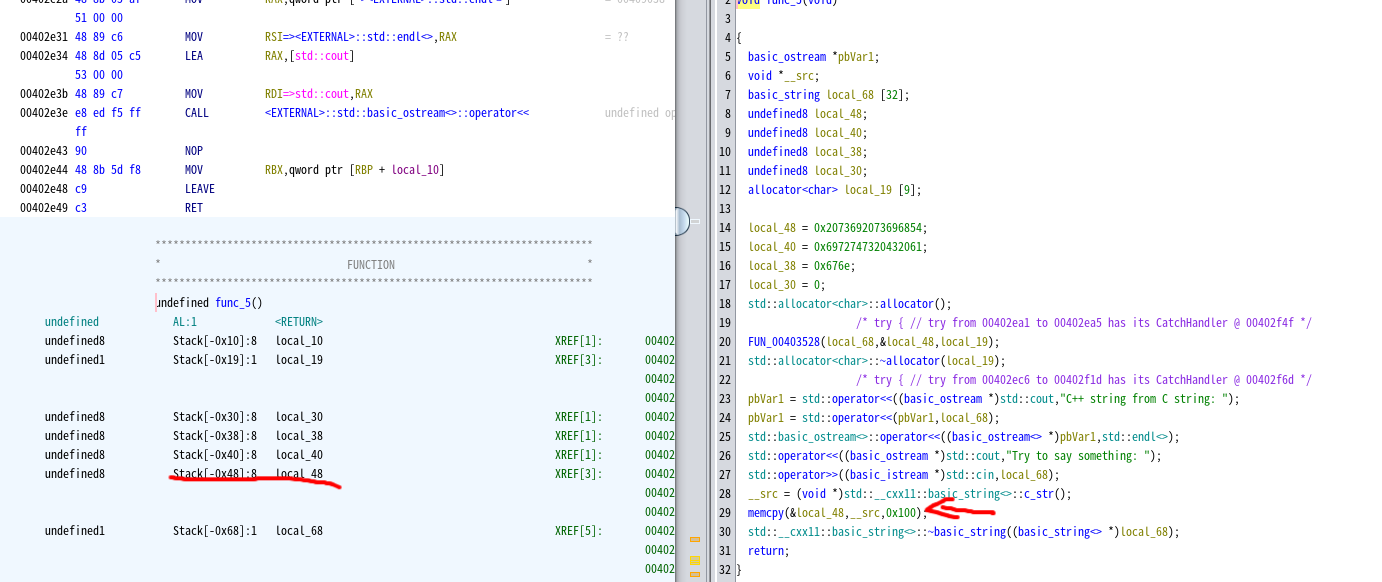 51 00 00
00402e31 48 89 c6 MOV RSI=><EXTERNAL>::std::endl<>,RAX = ??
00402e34 48 8d 05 c5 LEA RAX,[std::cout]
53 00 00
00402e3b 48 89 c7 MOV RDI=>std::cout,RAX
00402e3e e8 ed f5 ff CALL <EXTERNAL>::std::basic_ostream<>::operator<< undefined op
ff
00402e43 90 NOP
00402e44 48 8b 5d f8 MOV RBX,qword ptr [RBP + local_10]
00402e48 c9 LEAVE
00402e49 c3 RET
************************************************************************
* FUNCTION *
************************************************************************
undefined func_5()
undefined AL:1 <RETURN>
undefined8 Stack[-0x10]:8 local_10 XREF[1]: 00402
undefined1 Stack[-0x19]:1 local_19 XREF[3]: 00402
00402
00402
undefined8 Stack[-0x30]:8 local_30 XREF[1]: 00402
undefined8 Stack[-0x38]:8 local_38 XREF[1]: 00402
undefined8 Stack[-0x40]:8 local_40 XREF[1]: 00402
undefined8 Stack[-0x48]:8 local_48 XREF[3]: 00402
00402
00402
undefined1 Stack[-0x68]:1 local_68 XREF[5]: 00402
00402
00402
2 void func_5(void)
3
4 {
5 basic_ostream *pbVar1;
6 void *__src;
7 basic_string local_68 [32];
8 undefined8 local_48;
9 undefined8 local_40;
10 undefined8 local_38;
11 undefined8 local_30;
12 allocator<char> local_19 [9];
13
14 local_48 = 0x2073692073696854;
15 local_40 = 0x6972747320432061;
16 local_38 = 0x676e;
17 local_30 = 0;
18 std::allocator<char>::allocator();
19 /* try { // try from 00402ea1 to 00402ea5 has its CatchHandler @ 00402f4f */
20 FUN_00403528(local_68,&local_48,local_19);
21 std::allocator<char>::~allocator(local_19);
22 /* try { // try from 00402ec6 to 00402f1d has its CatchHandler @ 00402f6d */
23 pbVar1 = std::operator<<((basic_ostream *)std::cout,"C++ string from C string: ");
24 pbVar1 = std::operator<<(pbVar1,local_68);
25 std::basic_ostream<>::operator<<((basic_ostream<> *)pbVar1,std::endl<>);
26 std::operator<<((basic_ostream *)std::cout,"Try to say something: ");
27 std::operator>>((basic_istream *)std::cin,local_68);
28 __src = (void *)std::__cxx11::basic_string<>::c_str();
29 memcpy(&local_48,__src,0x100);
30 std::__cxx11::basic_string<>::~basic_string((basic_string<> *)local_68);
31 return;
32 }